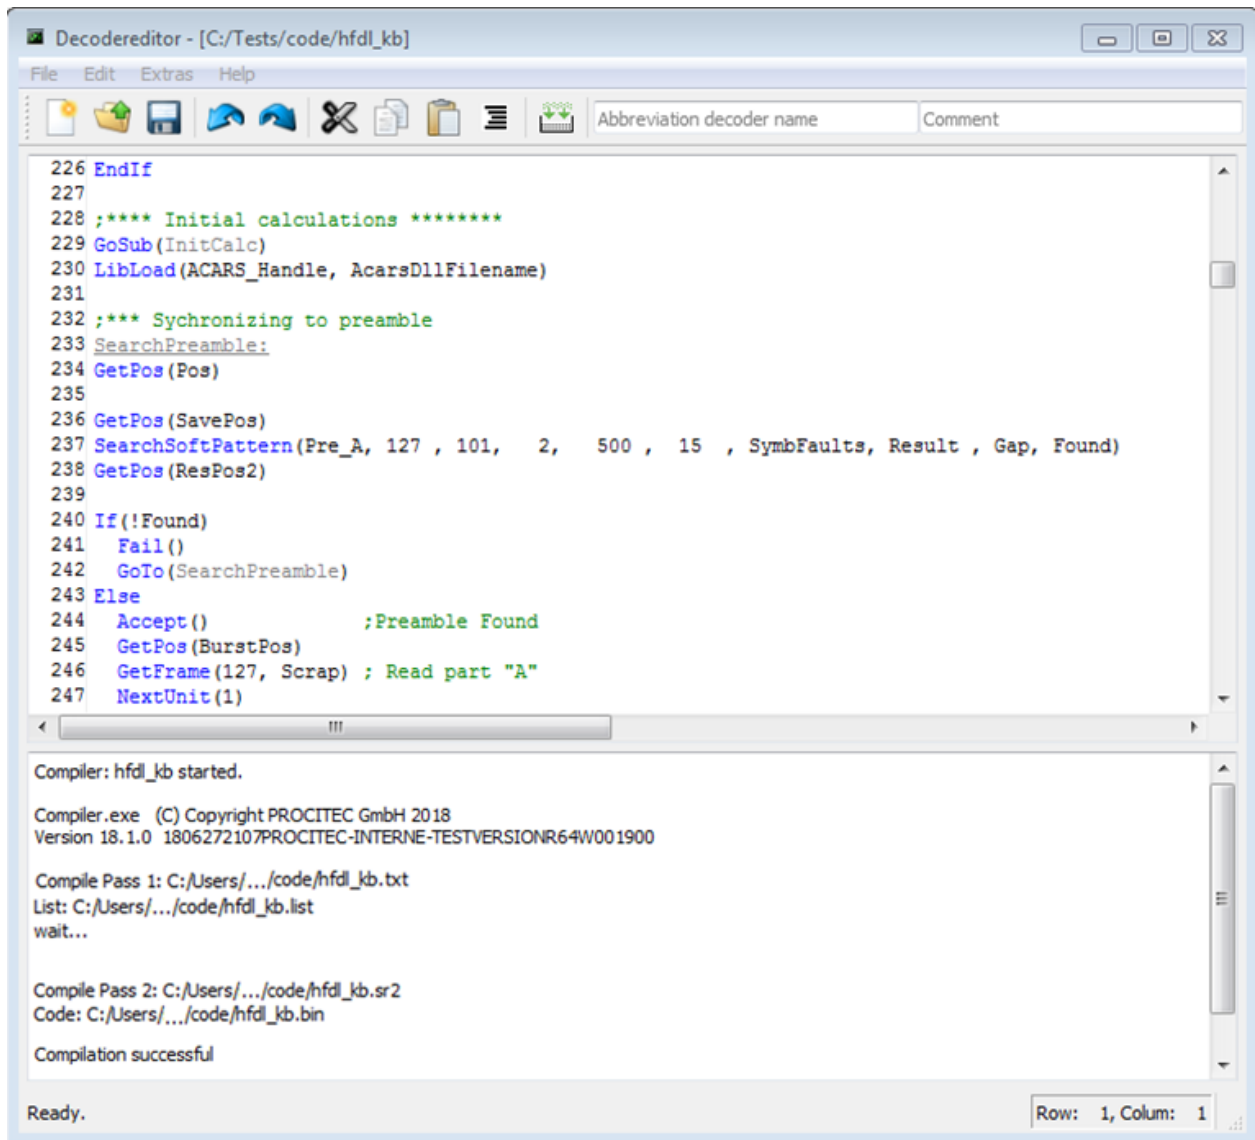 Decodereditor - [C:/Tests/code/hfdl_kb]
File Edit Extras Help
Abbreviation decoder name Comment
226 EndIf
227
228 ;**** Initial calculations ********
229 GoSub(InitCalc)
230 LibLoad(ACARS_Handle, AcarsDllFilename)
231
232 ;*** Sychronizing to preamble
233 SearchPreamble:
234 GetPos(Pos)
235
236 GetPos(SavePos)
237 SearchSoftPattern(Pre_A, 127 , 101,   2,   500 ,  15  , SymbFaults, Result , Gap, Found)
238 GetPos(ResPos2)
239
240 If(!Found)
241   Fail()
242   GoTo(SearchPreamble)
243 Else
244   Accept()             ;Preamble Found
245   GetPos(BurstPos)
246   GetFrame(127, Scrap) ; Read part "A"
247   NextUnit(1)
Compiler: hfdl_kb started.
Compiler.exe   (C) Copyright PROCITEC GmbH 2018
Version 18.1.0  1806272107PROCITEC-INTERNE-TESTVERSIONR64W001900
Compile Pass 1: C:/Users/.../code/hfdl_kb.txt
List: C:/Users/.../code/hfdl_kb.list
wait...
Compile Pass 2: C:/Users/.../code/hfdl_kb.sr2
Code: C:/Users/.../code/hfdl_kb.bin
Compilation successful
Ready.
Row: 1, Colum: 1